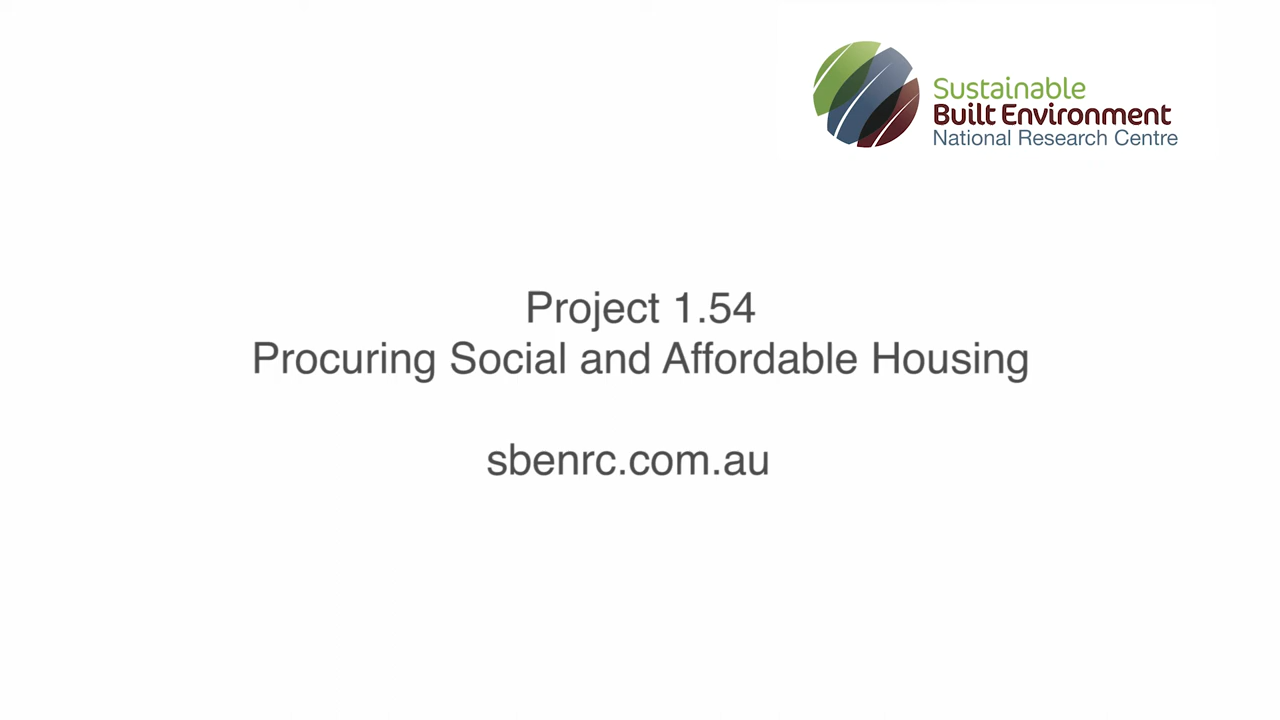 Sustainable
Built Environment
National Research Centre
Project 1.54
Procuring Social and Affordable Housing
sbenrc.com.au